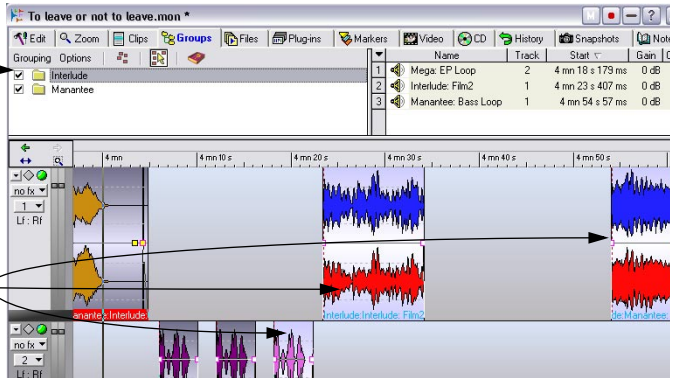 To leave or not to leave.mon *
Edit Zoom Clips Groups Files Plug-ins Markers Video CD History Snapshots
Grouping Options
Name Track Start Gain
Interlude
Manantee
1 Mega: EP Loop 2 4 mn 18 s 179 ms 0 dB
2 Interlude: Film2 1 4 mn 23 s 407 ms 0 dB
3 Manantee: Bass Loop 1 4 mn 54 s 57 ms 0 dB
4 mn 4 mn 10 s 4 mn 20 s 4 mn 30 s 4 mn 40 s 4 mn 50 s
no fx
1
Lf : Rf
Interlude: Interlude:Interlude: Film2
no fx
2
Lf : Rf